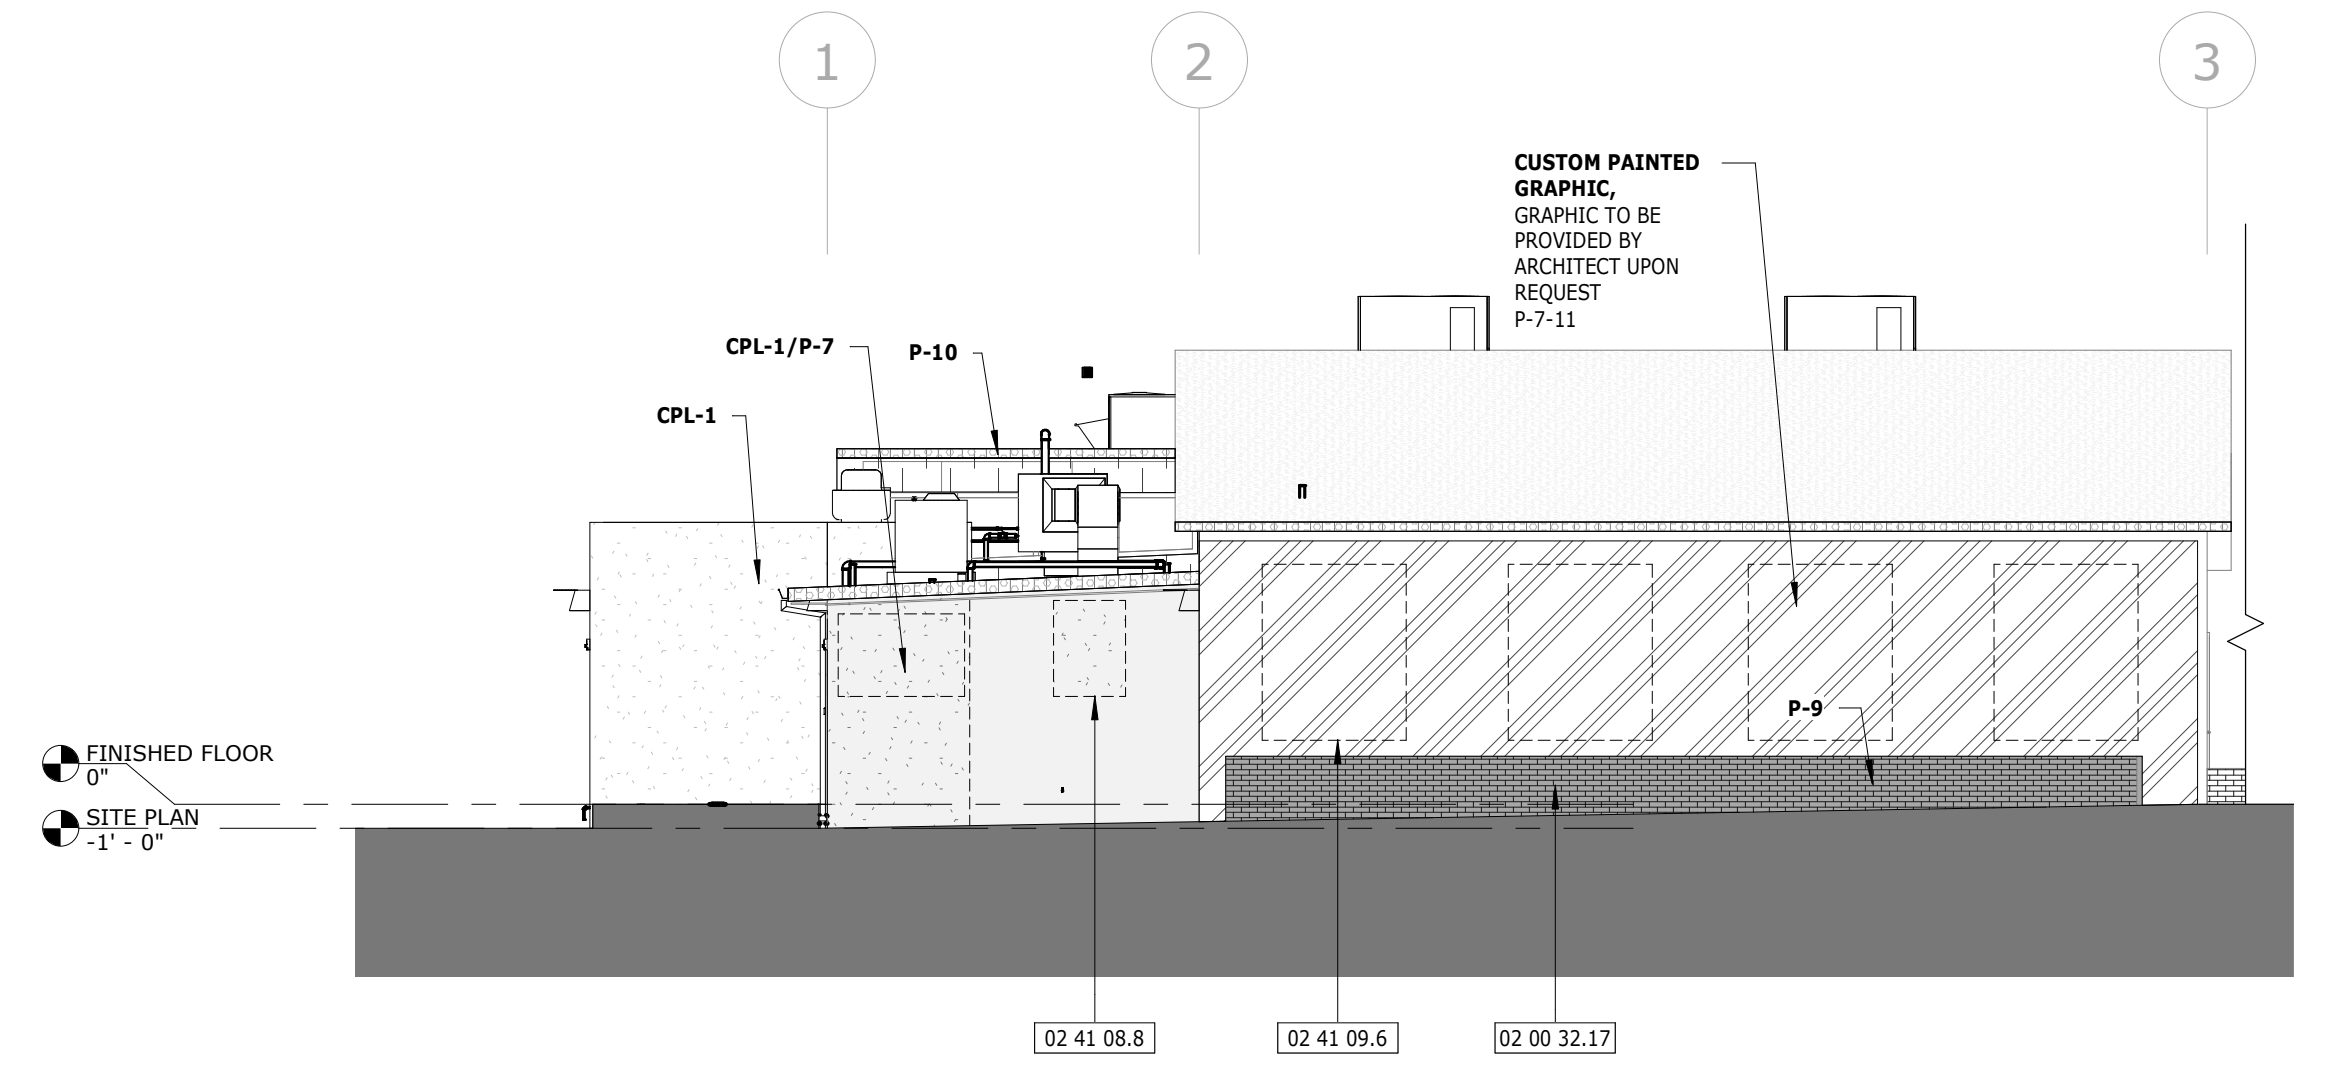 1
2
3
CUSTOM PAINTED
GRAPHIC,
GRAPHIC TO BE
PROVIDED BY
ARCHITECT UPON
REQUEST
P-7-11
CPL-1/P-7
P-10
CPL-1
P-9
FINISHED FLOOR
0"
SITE PLAN
-1' - 0"
02 41 08.8
02 41 09.6
02 00 32.17